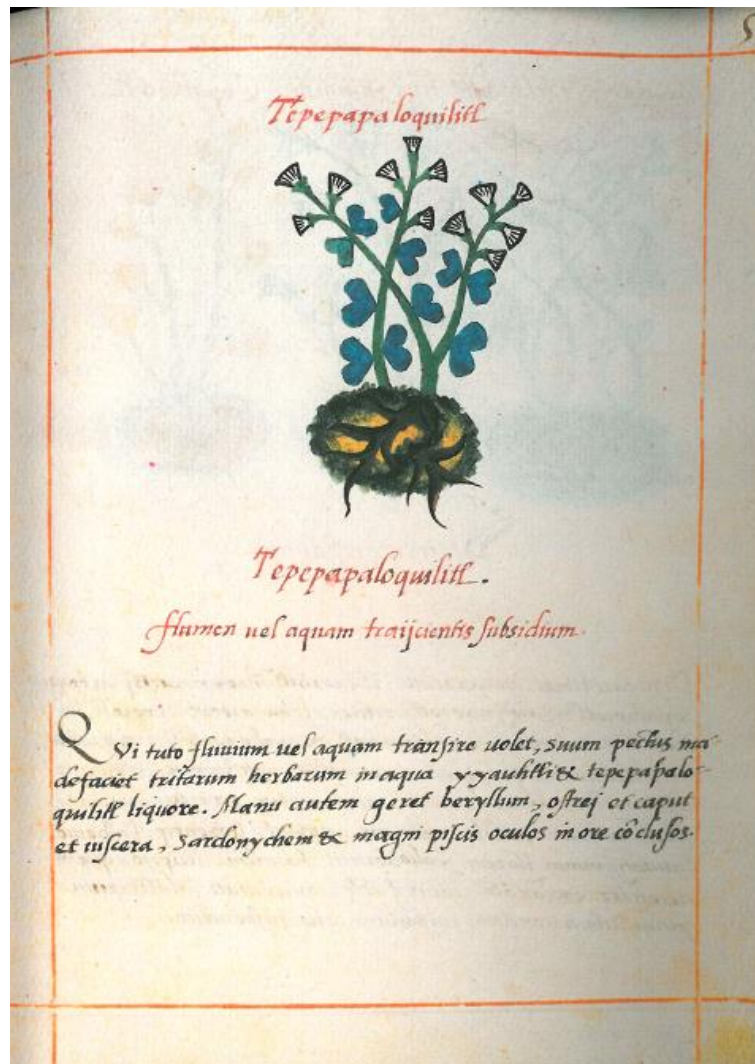 Tepepapaloquilitl
Tepepapaloquilitl.
flumen uel aquam traijcientis subsidium.
QVi tuto fluuium uel aquam transire uolet, suum pectus ma-
defaciet tritarum herbarum in aqua yyauhtli & tepepapalo-
quilitl liquore. Manu autem geret beryllum, ostrej et caput
et uiscera, Sardonychem & magni piscis oculos in ore cōclusos.